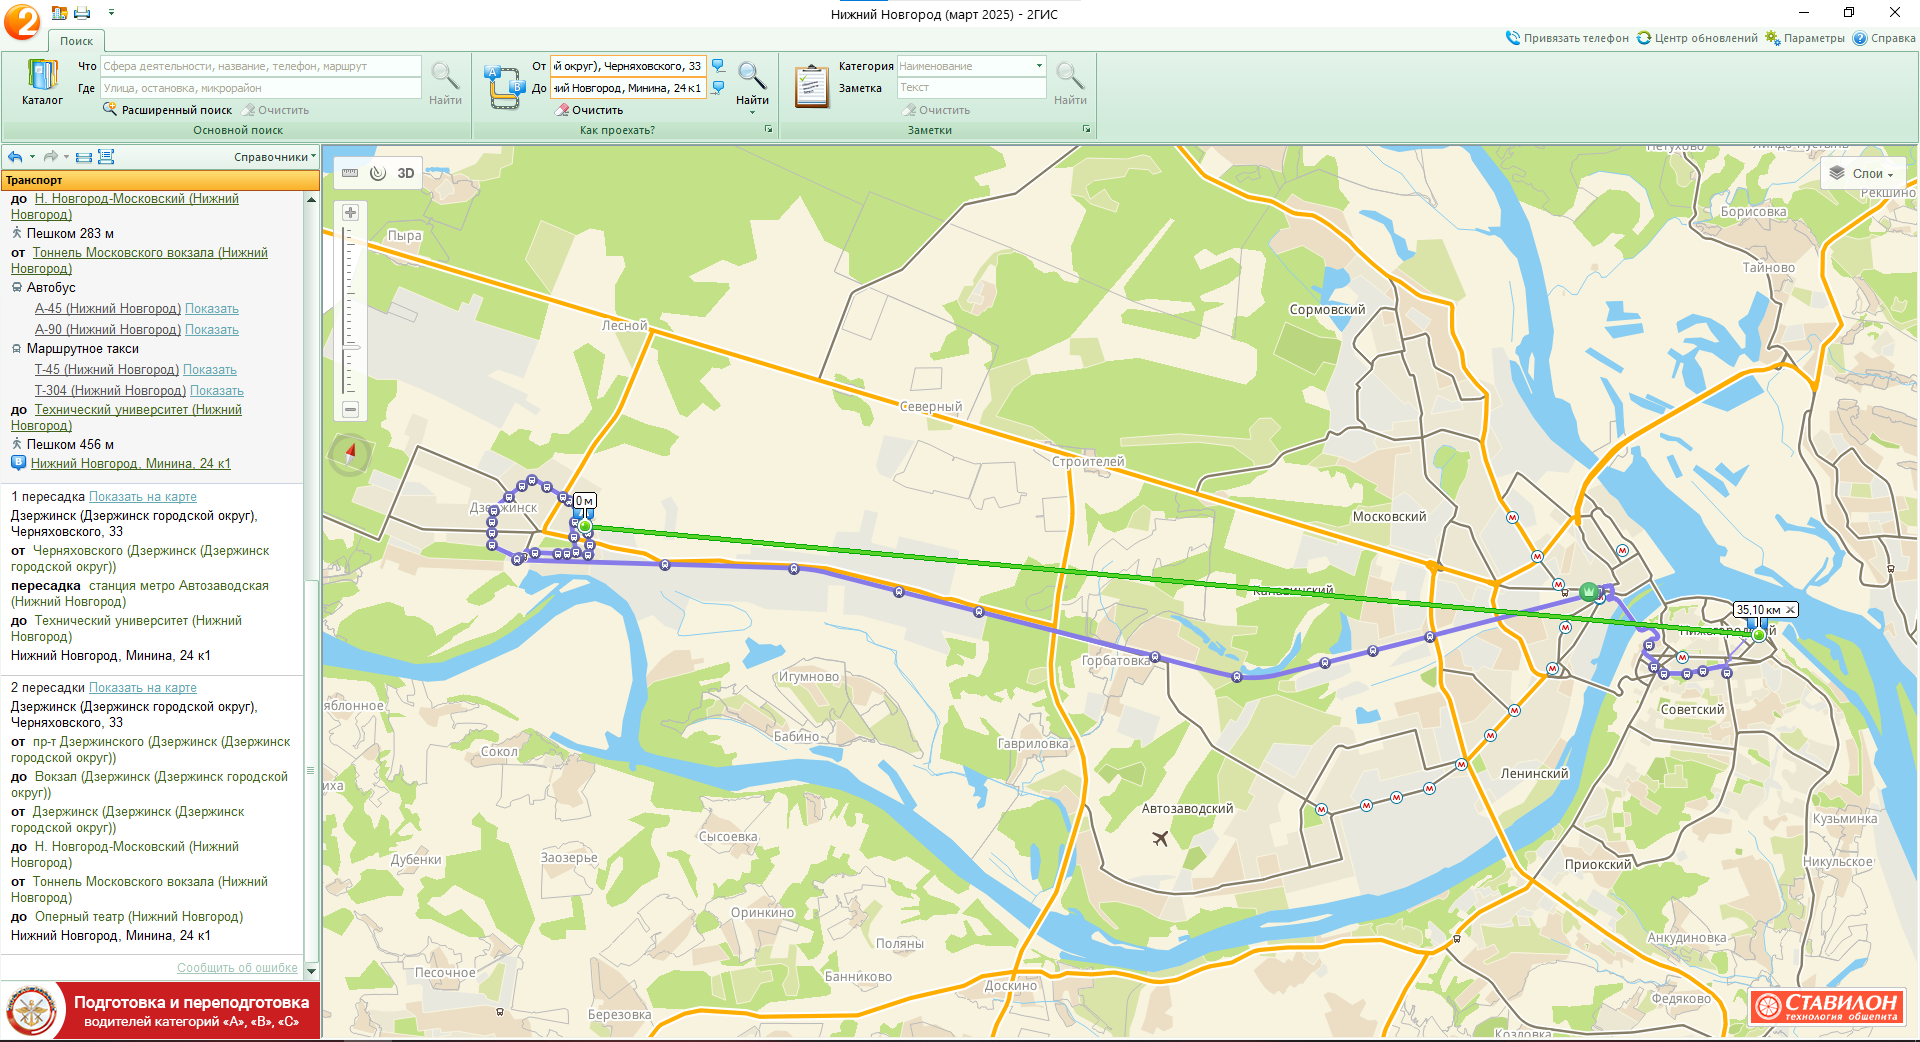 Нижний Новгород (март 2025) - 2ГИС
Поиск
Привязать телефон
Центр обновлений
Параметры
Справка
Каталог
Что
Сфера деятельности, название, телефон, маршрут
Где
Улица, остановка, микрорайон
Расширенный поиск
Очистить
Найти
Основной поиск
От
й округ), Черняховского, 33
До
ний Новгород, Минина, 24 к1
Очистить
Найти
Как проехать?
Категория
Наименование
Заметка
Текст
Очистить
Найти
Заметки
Справочники
Транспорт
до Н. Новгород-Московский (Нижний
Новгород)
Пешком 283 м
от Тоннель Московского вокзала (Нижний
Новгород)
Автобус
А-45 (Нижний Новгород) Показать
А-90 (Нижний Новгород) Показать
Маршрутное такси
Т-45 (Нижний Новгород) Показать
Т-304 (Нижний Новгород) Показать
до Технический университет (Нижний
Новгород)
Пешком 456 м
B Нижний Новгород, Минина, 24 к1
1 пересадка Показать на карте
Дзержинск (Дзержинск городской округ),
Черняховского, 33
от Черняховского (Дзержинск (Дзержинск
городской округ))
пересадка станция метро Автозаводская
(Нижний Новгород)
до Технический университет (Нижний
Новгород)
Нижний Новгород, Минина, 24 к1
2 пересадки Показать на карте
Дзержинск (Дзержинск городской округ),
Черняховского, 33
от пр-т Дзержинского (Дзержинск (Дзержинск
городской округ))
до Вокзал (Дзержинск (Дзержинск городской
округ))
от Дзержинск (Дзержинск (Дзержинск
городской округ))
до Н. Новгород-Московский (Нижний
Новгород)
от Тоннель Московского вокзала (Нижний
Новгород)
до Оперный театр (Нижний Новгород)
Нижний Новгород, Минина, 24 к1
Сообщить об ошибке
Подготовка и переподготовка
водителей категорий «А», «В», «С»
3D
Слои
Петухово
Рекшино
Борисовка
Пыра
Тайново
Сормовский
Лесной
Северный
Строителей
Дзержинск
0 м
Московский
Канавинский
35,10 км
Горбатовка
Игумново
яблонное
Советский
Бабино
Гавриловка
Сокол
Ленинский
иха
Автозаводский
Кузьминка
Сысоевка
Дубенки
Заозерье
Приокский
Никульское
Оринкино
Поляны
Анкудиновка
Песочное
Банниково
Доскино
Федяково
Березовка
Козловка
СТАВИЛОН
технология общепита